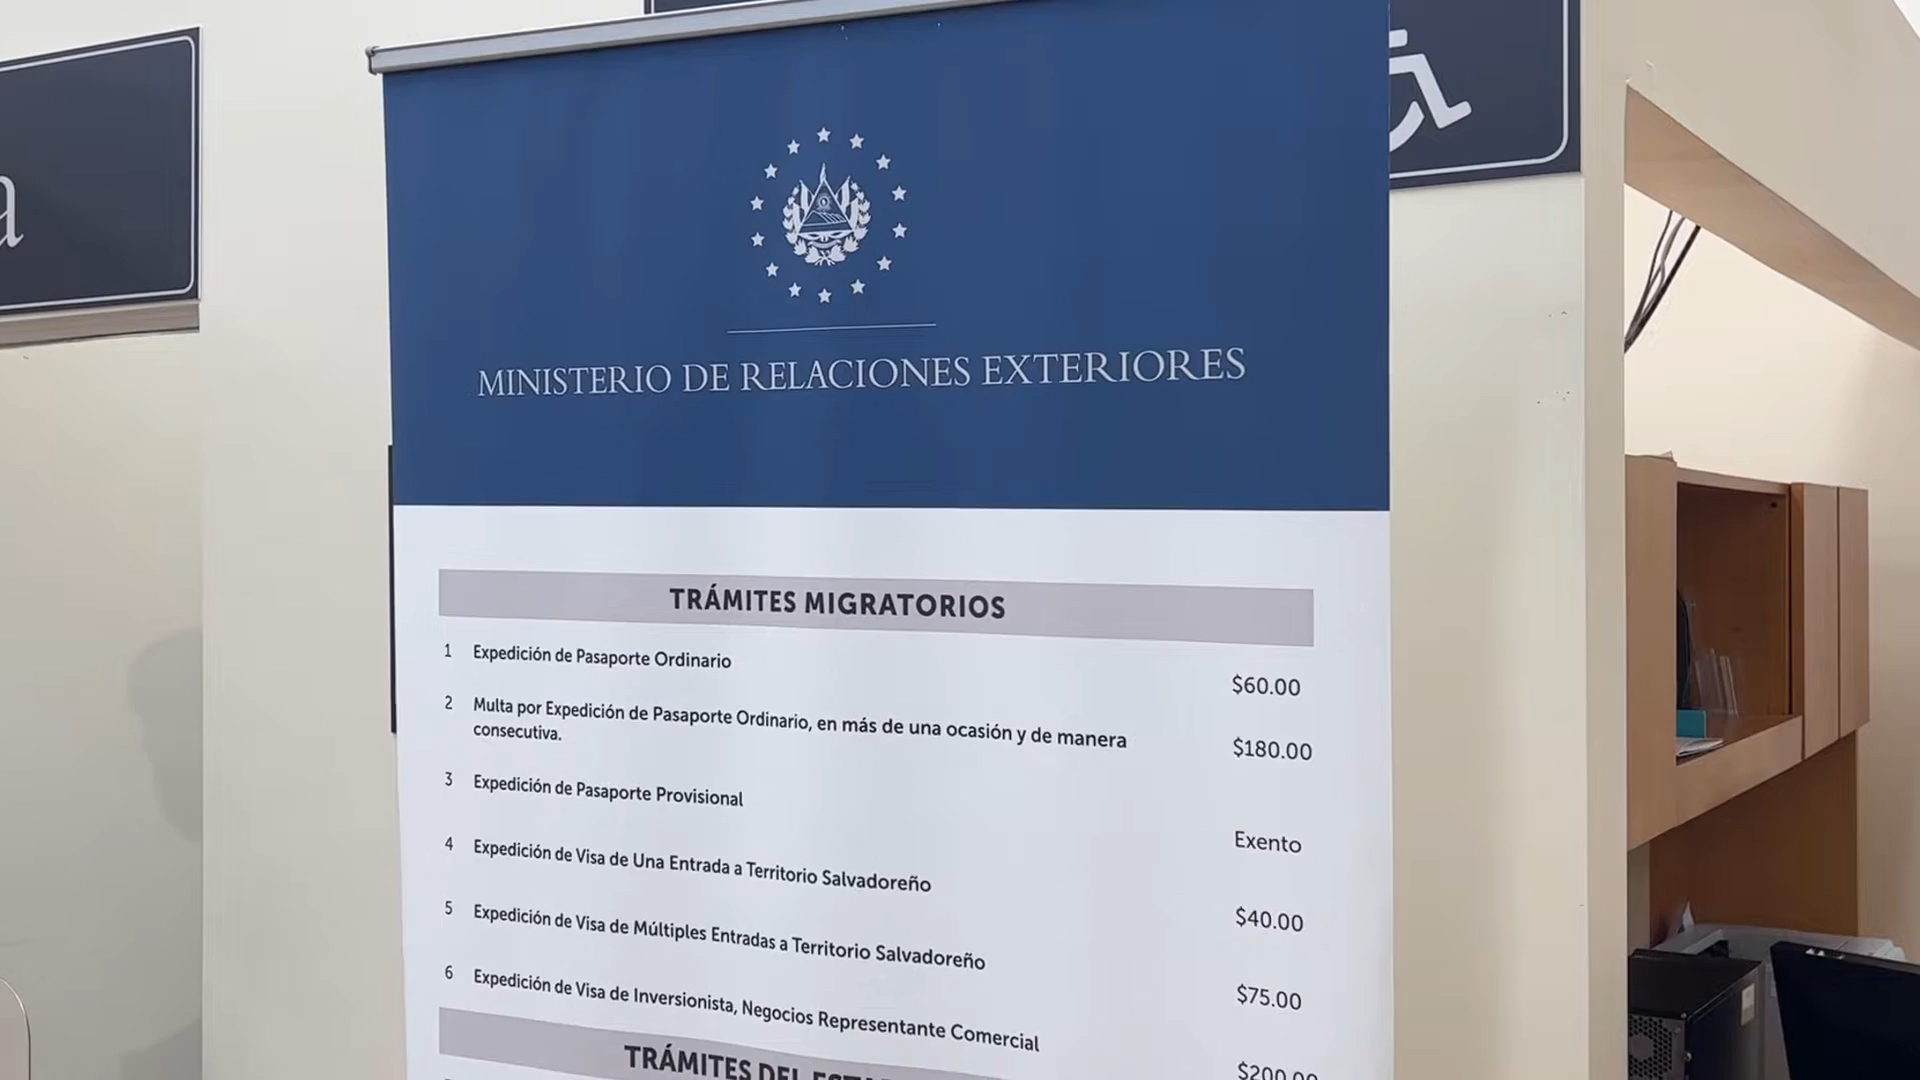 a
MINISTERIO DE RELACIONES EXTERIORES
TRÁMITES MIGRATORIOS
1 Expedición de Pasaporte Ordinario $60.00
2 Multa por Expedición de Pasaporte Ordinario, en más de una ocasión y de manera
consecutiva. $180.00
3 Expedición de Pasaporte Provisional Exento
4 Expedición de Visa de Una Entrada a Territorio Salvadoreño $40.00
5 Expedición de Visa de Múltiples Entradas a Territorio Salvadoreño $75.00
6 Expedición de Visa de Inversionista, Negocios Representante Comercial $200.00
TRÁMITES DEL